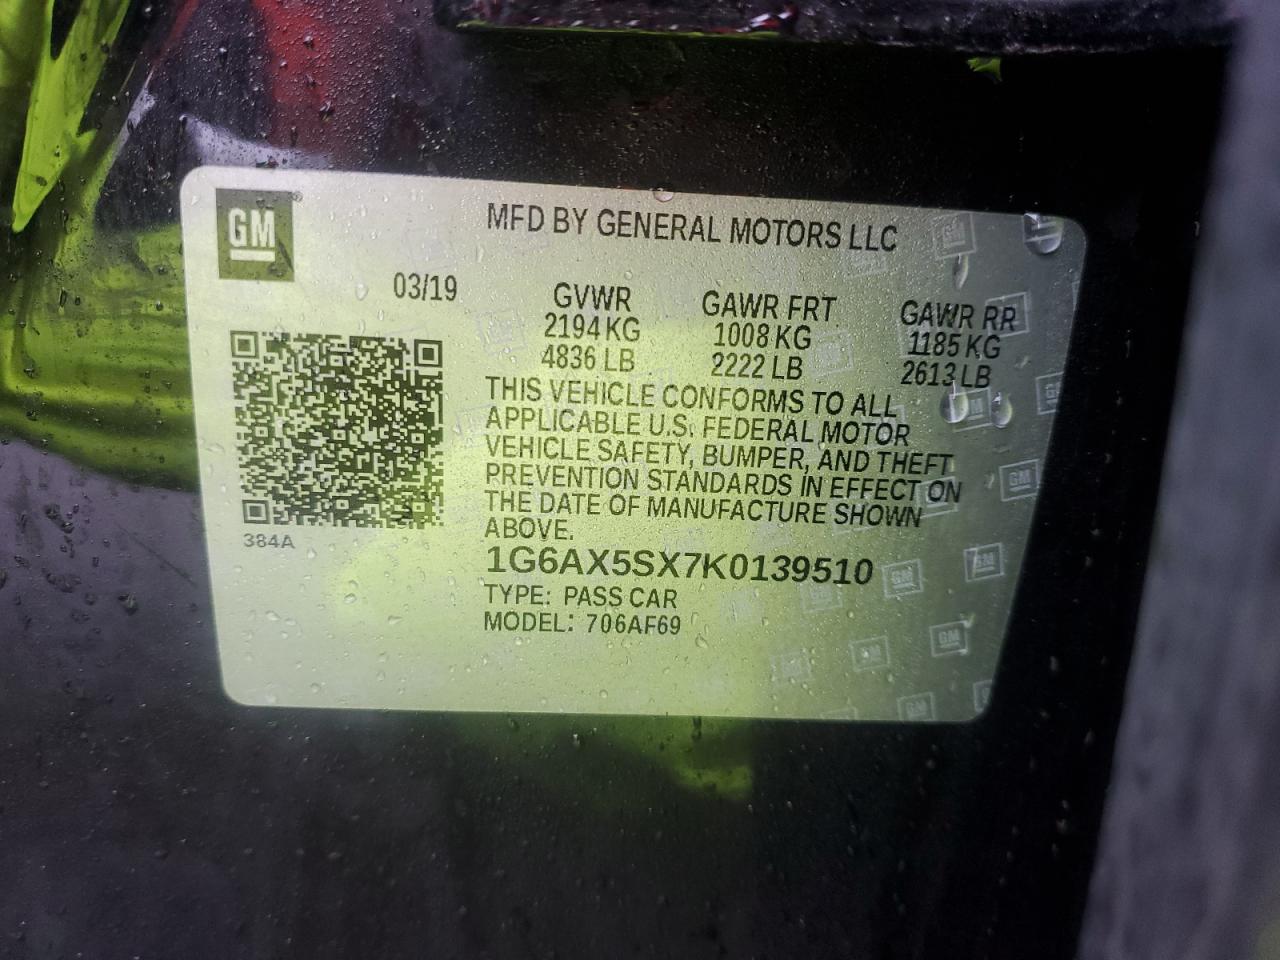 GM
MFD BY GENERAL MOTORS LLC
03/19
GVWR GAWR FRT GAWR RR
2194 KG 1008 KG 1185 KG
4836 LB 2222 LB 2613 LB
THIS VEHICLE CONFORMS TO ALL
APPLICABLE U.S. FEDERAL MOTOR
VEHICLE SAFETY, BUMPER, AND THEFT
PREVENTION STANDARDS IN EFFECT ON
THE DATE OF MANUFACTURE SHOWN
ABOVE.
384A
1G6AX5SX7K0139510
TYPE: PASS CAR
MODEL: 706AF69